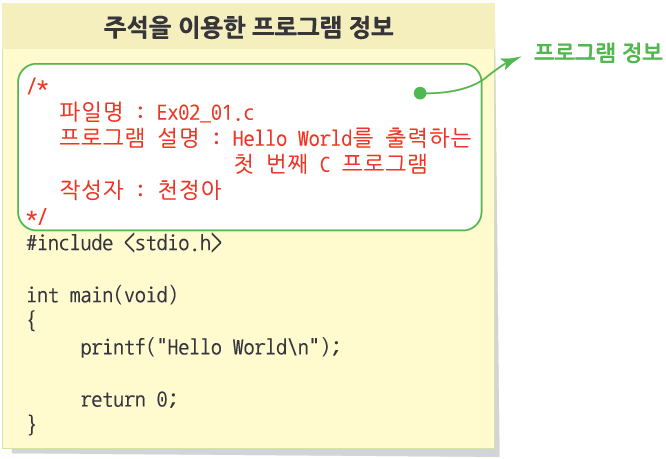 주석을 이용한 프로그램 정보
프로그램 정보
/*
파일명 : Ex02_01.c
프로그램 설명 : Hello World를 출력하는
첫 번째 C 프로그램
작성자 : 천정아
*/
#include <stdio.h>
int main(void)
{
printf("Hello World\n");
return 0;
}